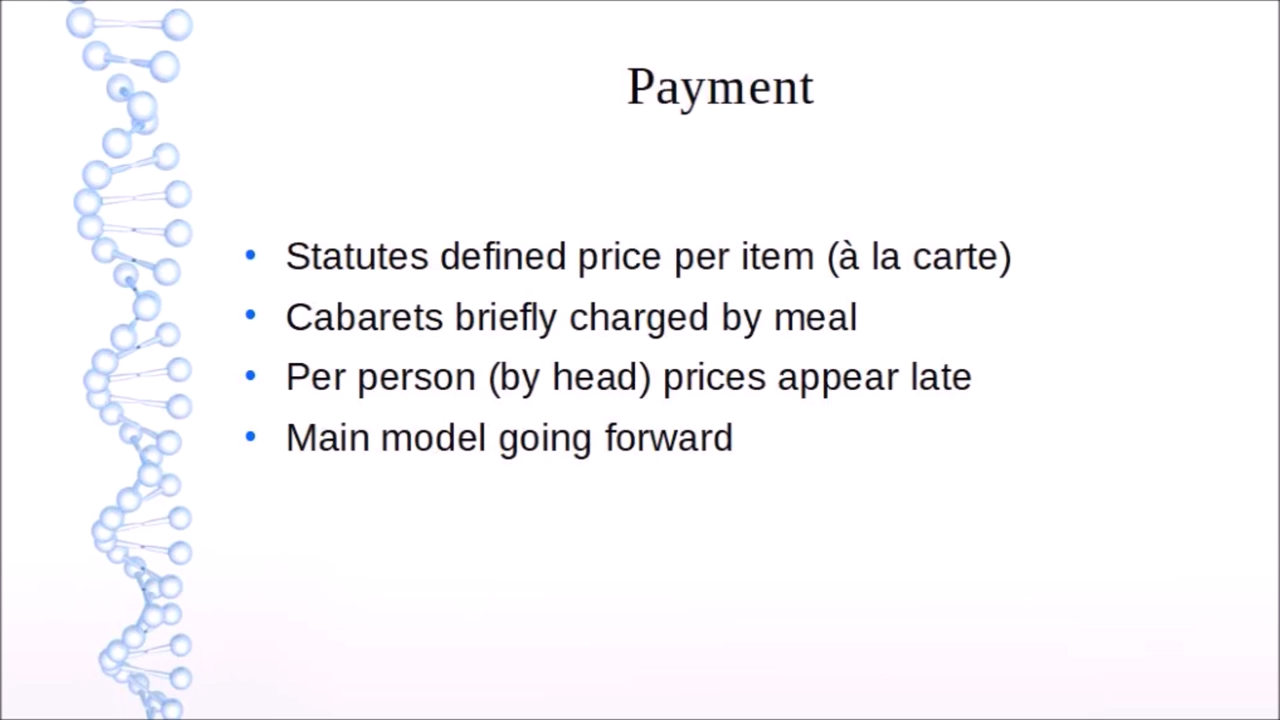 Payment
Statutes defined price per item (à la carte)
Cabarets briefly charged by meal
Per person (by head) prices appear late
Main model going forward